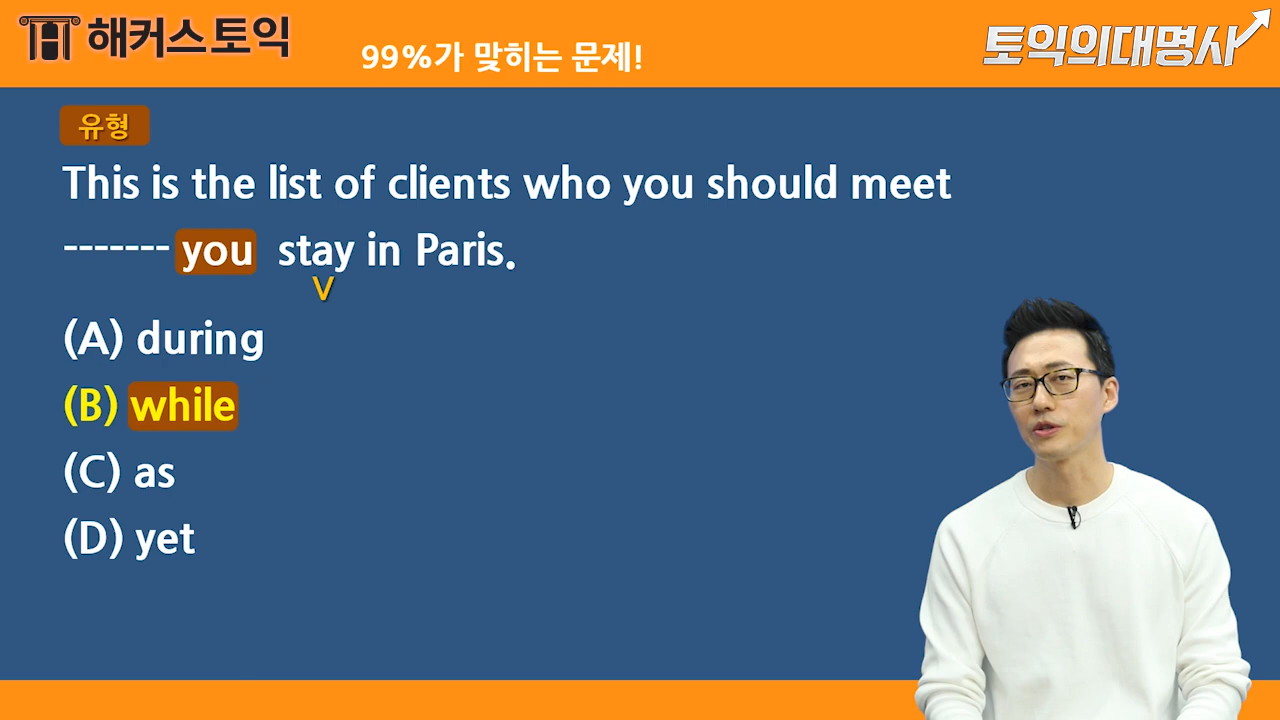 해커스토익
99%가 맞히는 문제!
토익의대명사
유형
This is the list of clients who you should meet
------- you stay in Paris.
V
(A) during
(B) while
(C) as
(D) yet